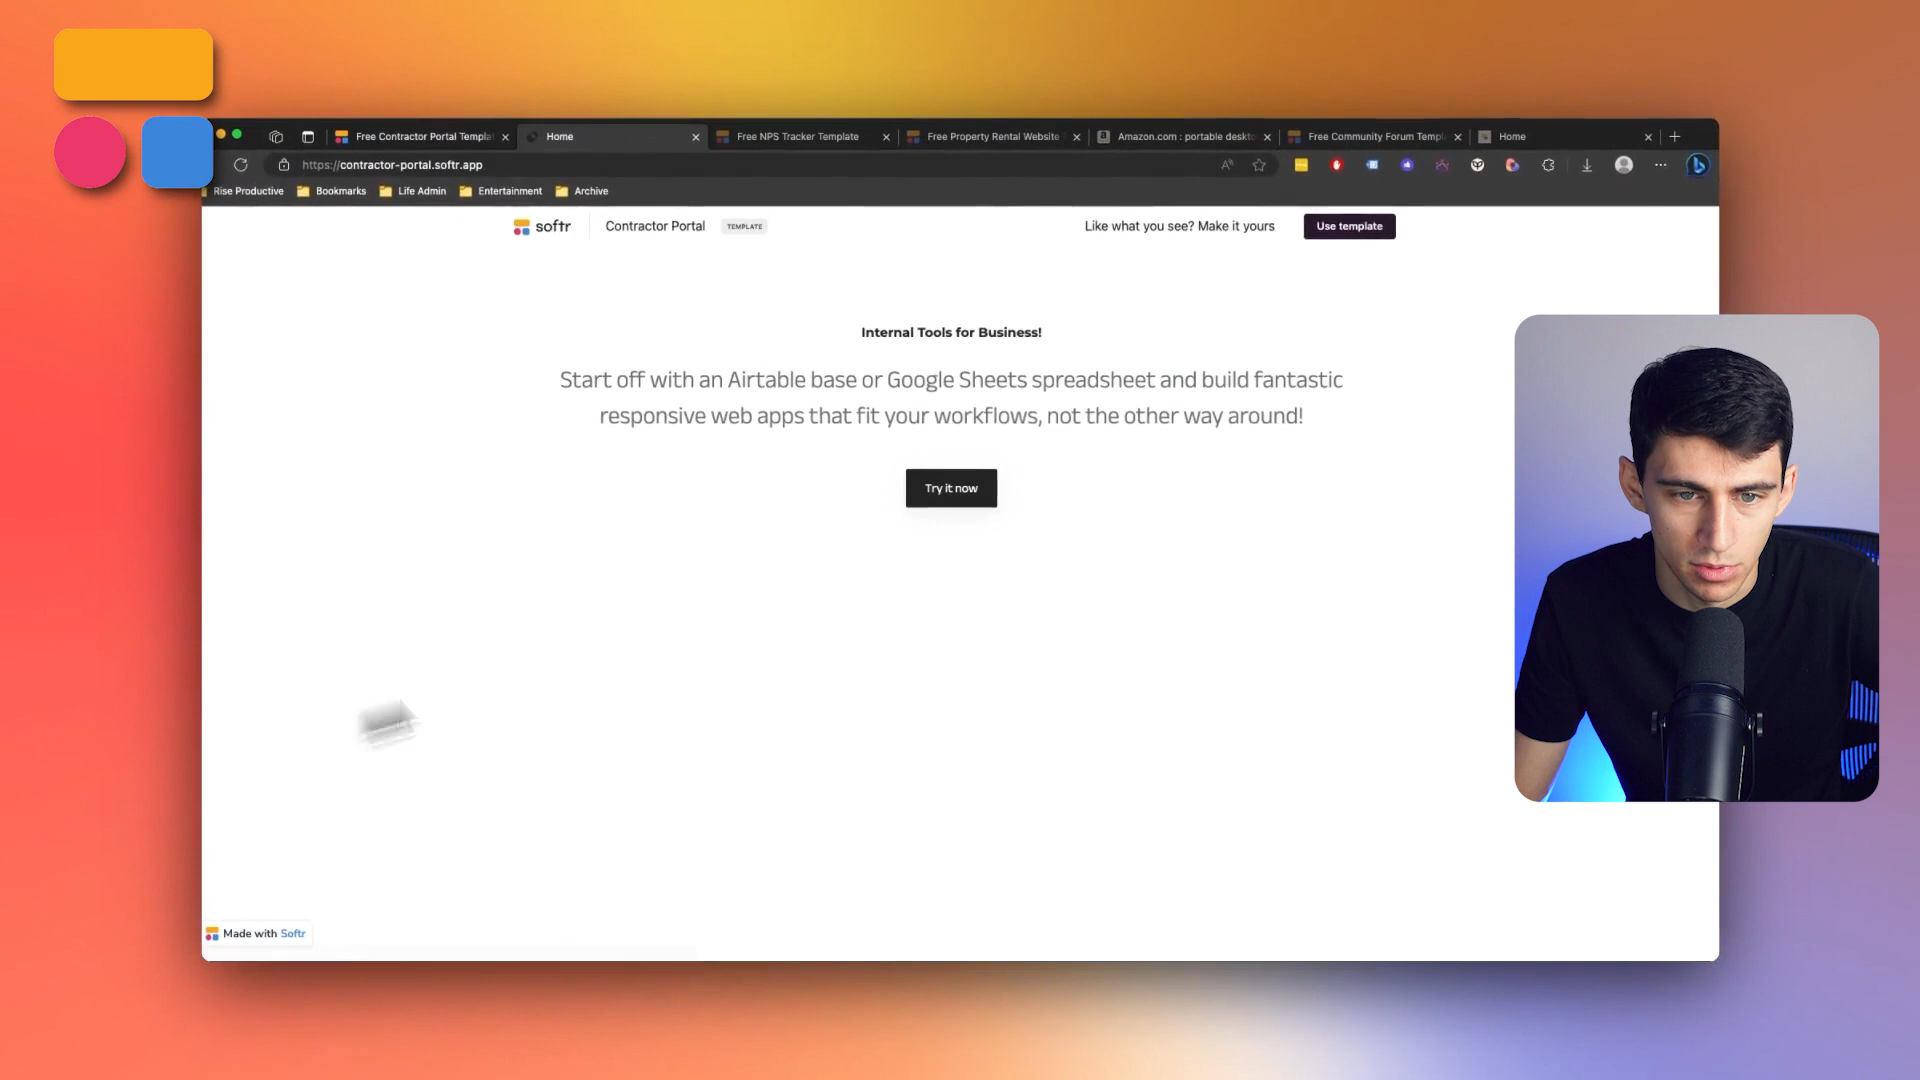 Free Contractor Portal Templa
Home
Free NPS Tracker Template
Free Property Rental Website
Amazon.com : portable deskto
Free Community Forum Templ
Home
https://contractor-portal.softr.app
Rise Productive
Bookmarks
Life Admin
Entertainment
Archive
softr
Contractor Portal
TEMPLATE
Like what you see? Make it yours
Use template
Internal Tools for Business!
Start off with an Airtable base or Google Sheets spreadsheet and build fantastic
responsive web apps that fit your workflows, not the other way around!
Try it now
Made with Softr